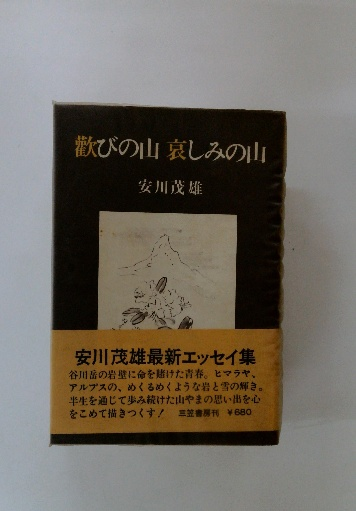 歡びの山 哀しみの山
安川茂雄
安川茂雄最新エッセイ集
谷川岳の岩壁に命を賭けた青春。ヒマラヤ、
アルプスの、めくるめくような岩と雪の輝き。
半生を通じて歩み続けた山やまの思い出を心
をこめて描きつくす! 三笠書房刊 ¥680